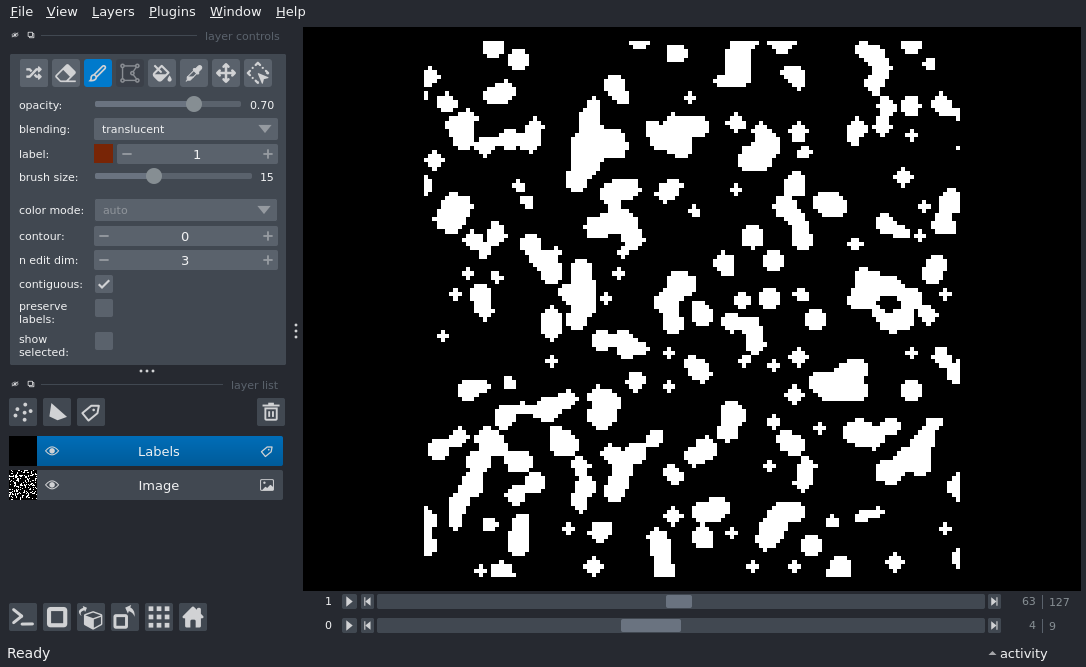 File View Layers Plugins Window Help
layer controls
opacity: 0.70
blending: translucent
label: 1
brush size: 15
color mode: auto
contour: 0
n edit dim: 3
contiguous:
preserve
labels:
show
selected:
layer list
Labels
Image
1 63 127
0 4 9
Ready activity